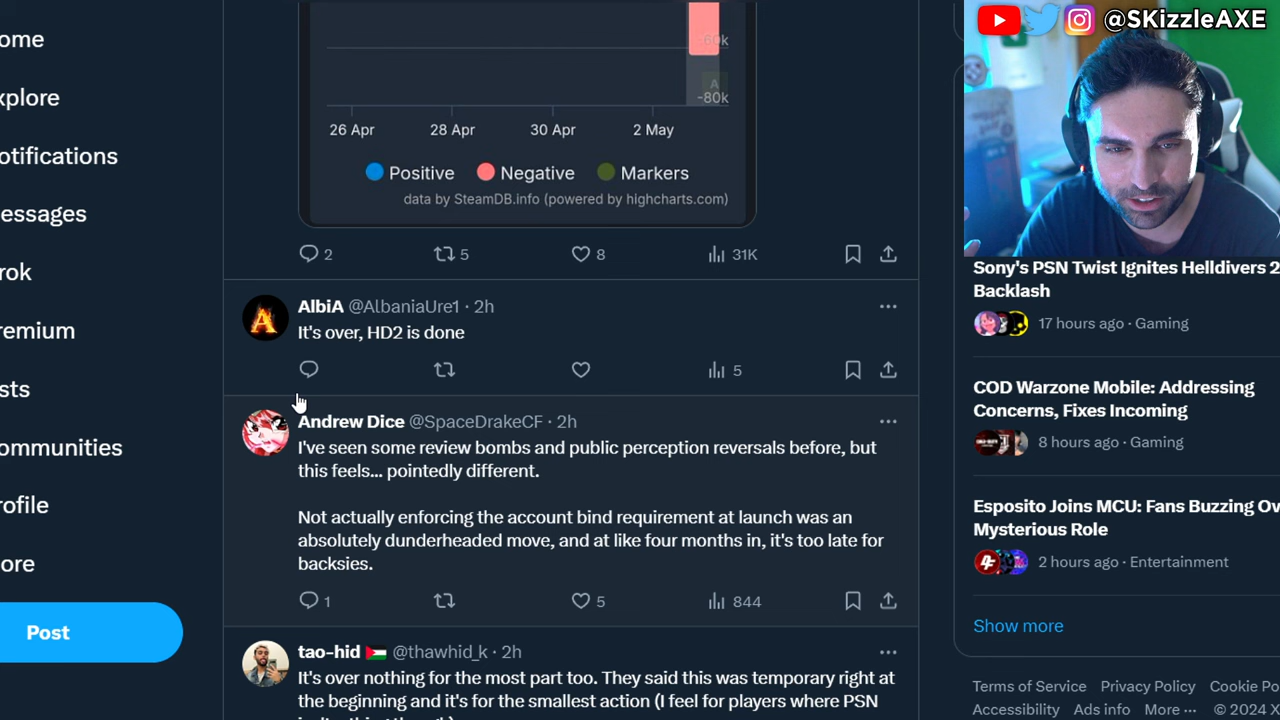 @SKizzleAXE
ome
xplore
otifications
essages
rok
remium
sts
ommunities
rofile
ore
Post
-60k
A
-80k
26 Apr 28 Apr 30 Apr 2 May
Positive Negative Markers
data by SteamDB.info (powered by highcharts.com)
2 5 8 31K
AlbiA @AlbaniaUre1 · 2h
It's over, HD2 is done
5
Andrew Dice @SpaceDrakeCF · 2h
I've seen some review bombs and public perception reversals before, but
this feels... pointedly different.
Not actually enforcing the account bind requirement at launch was an
absolutely dunderheaded move, and at like four months in, it's too late for
backsies.
1 5 844
tao-hid @thawhid_k · 2h
It's over nothing for the most part too. They said this was temporary right at
the beginning and it's for the smallest action (I feel for players where PSN
Sony's PSN Twist Ignites Helldivers 2
Backlash
17 hours ago · Gaming
COD Warzone Mobile: Addressing
Concerns, Fixes Incoming
8 hours ago · Gaming
Esposito Joins MCU: Fans Buzzing Ov
Mysterious Role
2 hours ago · Entertainment
Show more
Terms of Service Privacy Policy Cookie Po
Accessibility Ads info More ··· © 2024 X